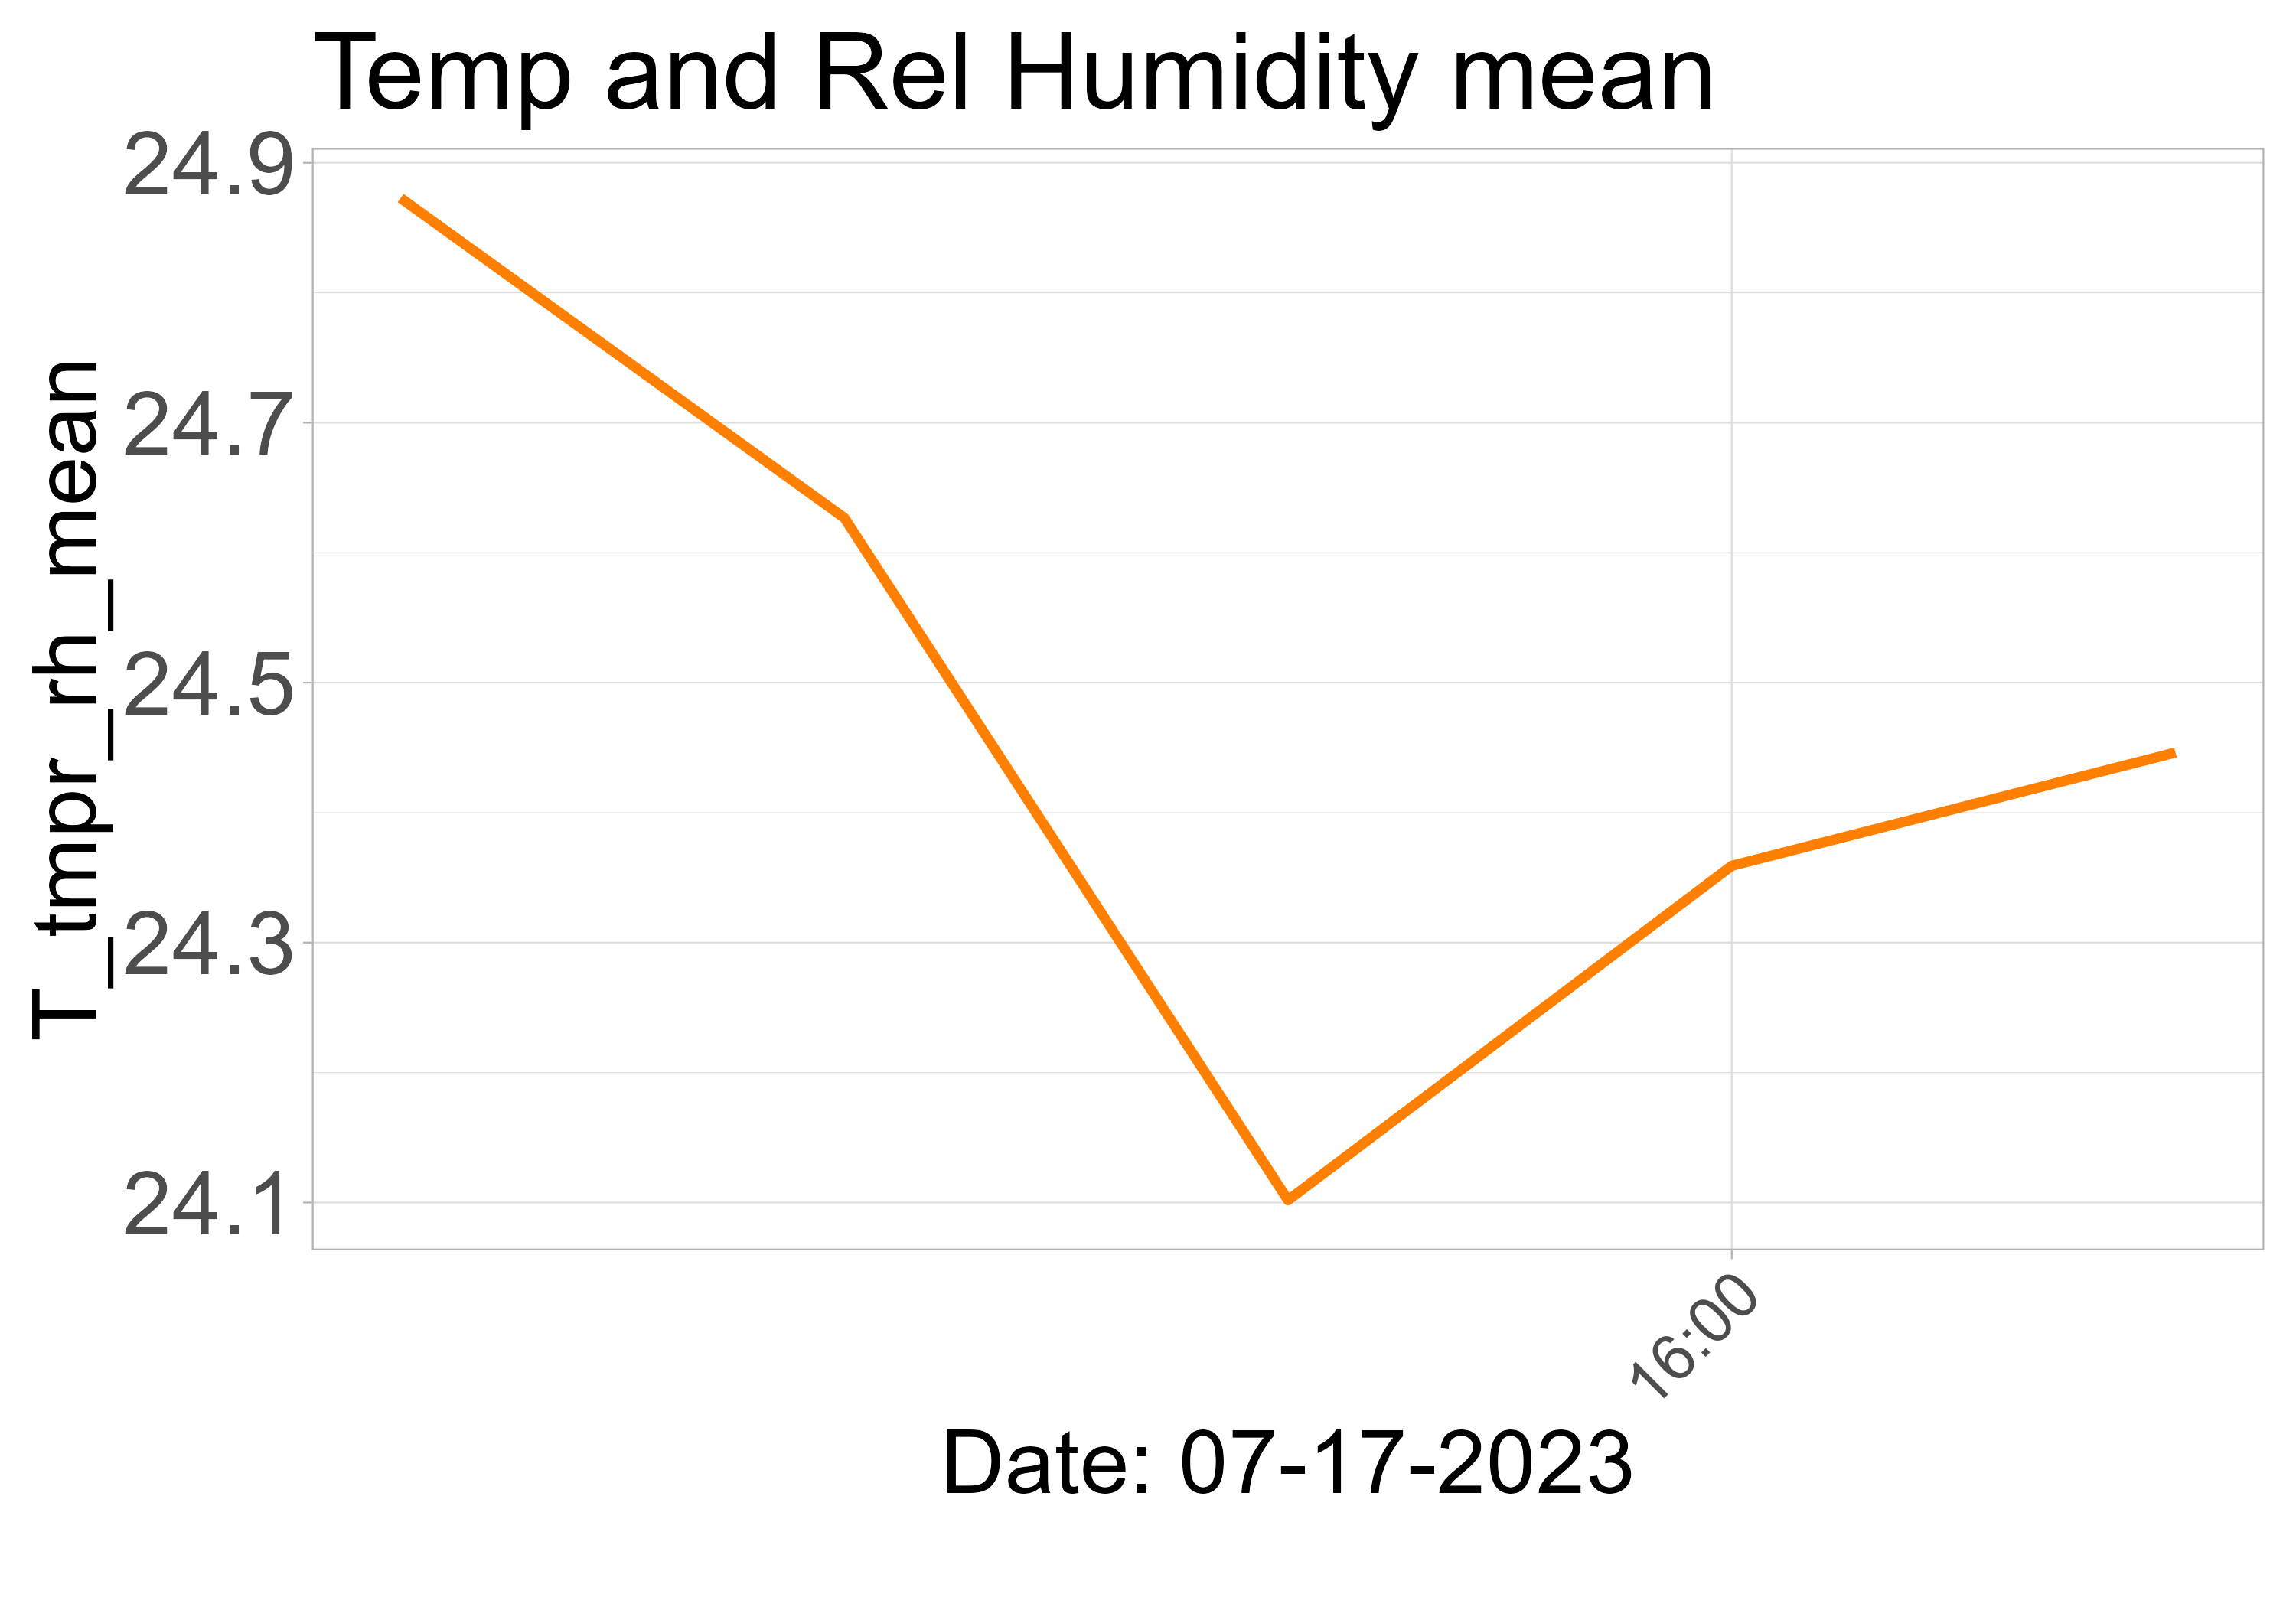 Temp and Rel Humidity mean
T_tmpr_rh_mean
24.9
24.7
24.5
24.3
24.1
16:00
Date: 07-17-2023